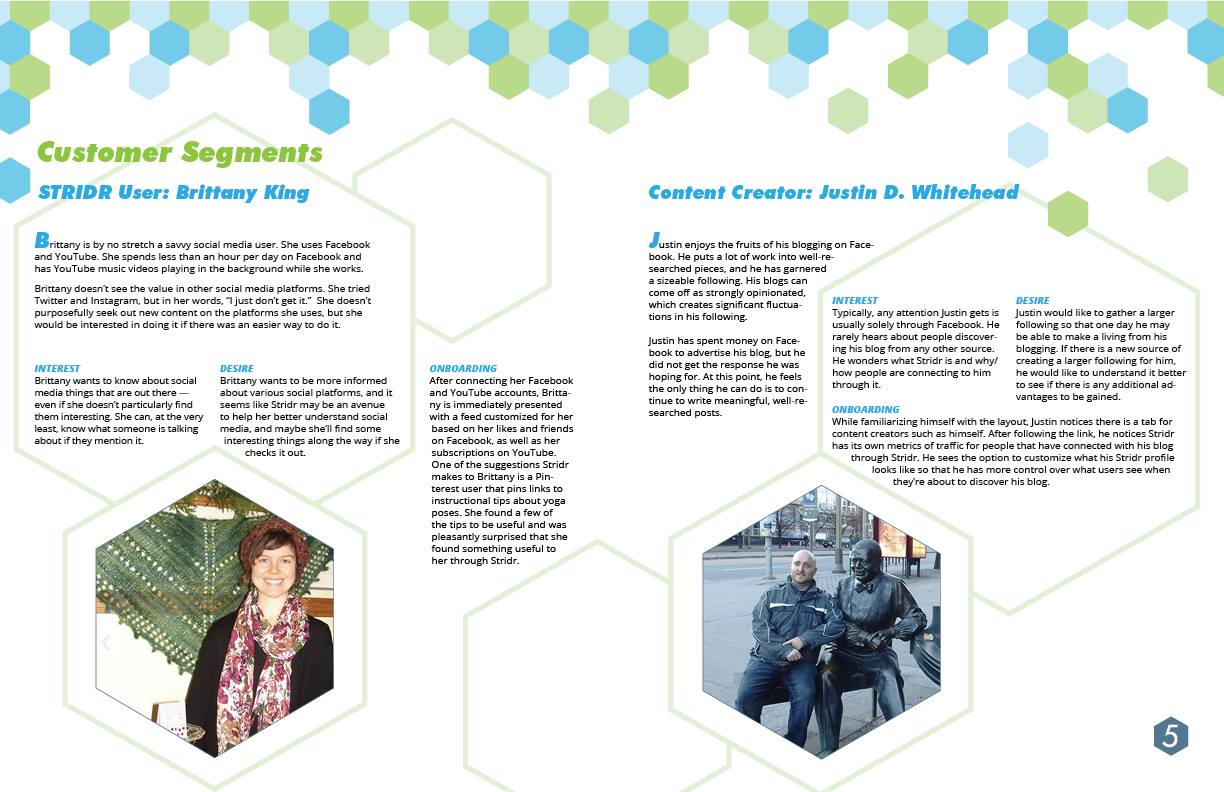 Customer Segments
STRIDR User: Brittany King
Brittany is by no stretch a savvy social media user. She uses Facebook
and YouTube. She spends less than an hour per day on Facebook and
has YouTube music videos playing in the background while she works.
Brittany doesn’t see the value in other social media platforms. She tried
Twitter and Instagram, but in her words, “I just don’t get it.”  She doesn’t
purposefully seek out new content on the platforms she uses, but she
would be interested in doing it if there was an easier way to do it.
INTEREST
Brittany wants to know about social
media things that are out there —
even if she doesn’t particularly find
them interesting. She can, at the very
least, know what someone is talking
about if they mention it.
DESIRE
Brittany wants to be more informed
about various social platforms, and it
seems like Stridr may be an avenue
to help her better understand social
media, and maybe she’ll find some
interesting things along the way if she
checks it out.
ONBOARDING
After connecting her Facebook
and YouTube accounts, Britta-
ny is immediately presented
with a feed customized for her
based on her likes and friends
on Facebook, as well as her
subscriptions on YouTube.
One of the suggestions Stridr
makes to Brittany is a Pin-
terest user that pins links to
instructional tips about yoga
poses. She found a few of
the tips to be useful and was
pleasantly surprised that she
found something useful to
her through Stridr.
Content Creator: Justin D. Whitehead
Justin enjoys the fruits of his blogging on Face-
book. He puts a lot of work into well-re-
searched pieces, and he has garnered
a sizeable following. His blogs can
come off as strongly opinionated,
which creates significant fluctua-
tions in his following.
Justin has spent money on Face-
book to advertise his blog, but he
did not get the response he was
hoping for. At this point, he feels
the only thing he can do is to con-
tinue to write meaningful, well-re-
searched posts.
INTEREST
Typically, any attention Justin gets is
usually solely through Facebook. He
rarely hears about people discover-
ing his blog from any other source.
He wonders what Stridr is and why/
how people are connecting to him
through it.
DESIRE
Justin would like to gather a larger
following so that one day he may
be able to make a living from his
blogging. If there is a new source of
creating a larger following for him,
he would like to understand it better
to see if there is any additional ad-
vantages to be gained.
ONBOARDING
While familiarizing himself with the layout, Justin notices there is a tab for
content creators such as himself. After following the link, he notices Stridr
has its own metrics of traffic for people that have connected with his blog
through Stridr. He sees the option to customize what his Stridr profile
looks like so that he has more control over what users see when
they’re about to discover his blog.
5